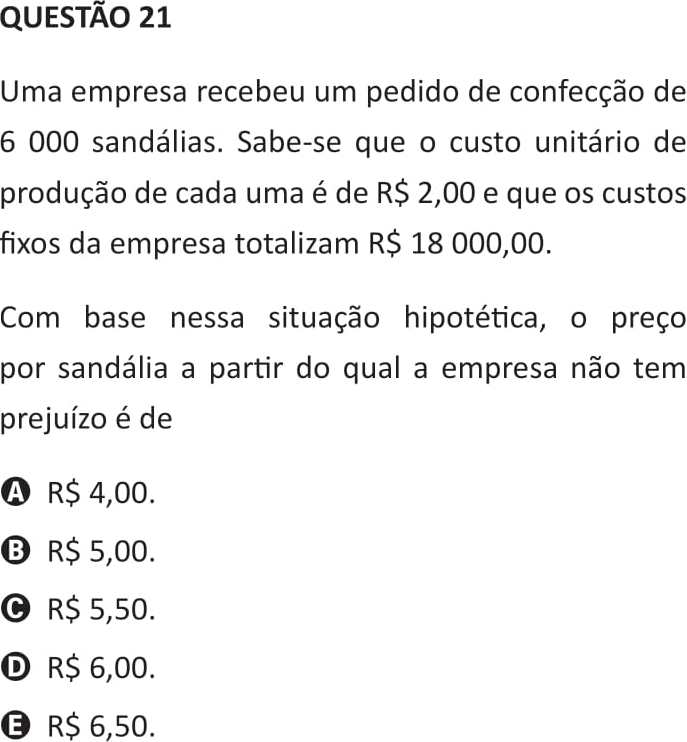 QUESTÃO 21
Uma empresa recebeu um pedido de confecção de
6 000 sandálias. Sabe-se que o custo unitário de
produção de cada uma é de R$ 2,00 e que os custos
fixos da empresa totalizam R$ 18 000,00.
Com base nessa situação hipotética, o preço
por sandália a partir do qual a empresa não tem
prejuízo é de
A R$ 4,00.
B R$ 5,00.
C R$ 5,50.
D R$ 6,00.
E R$ 6,50.